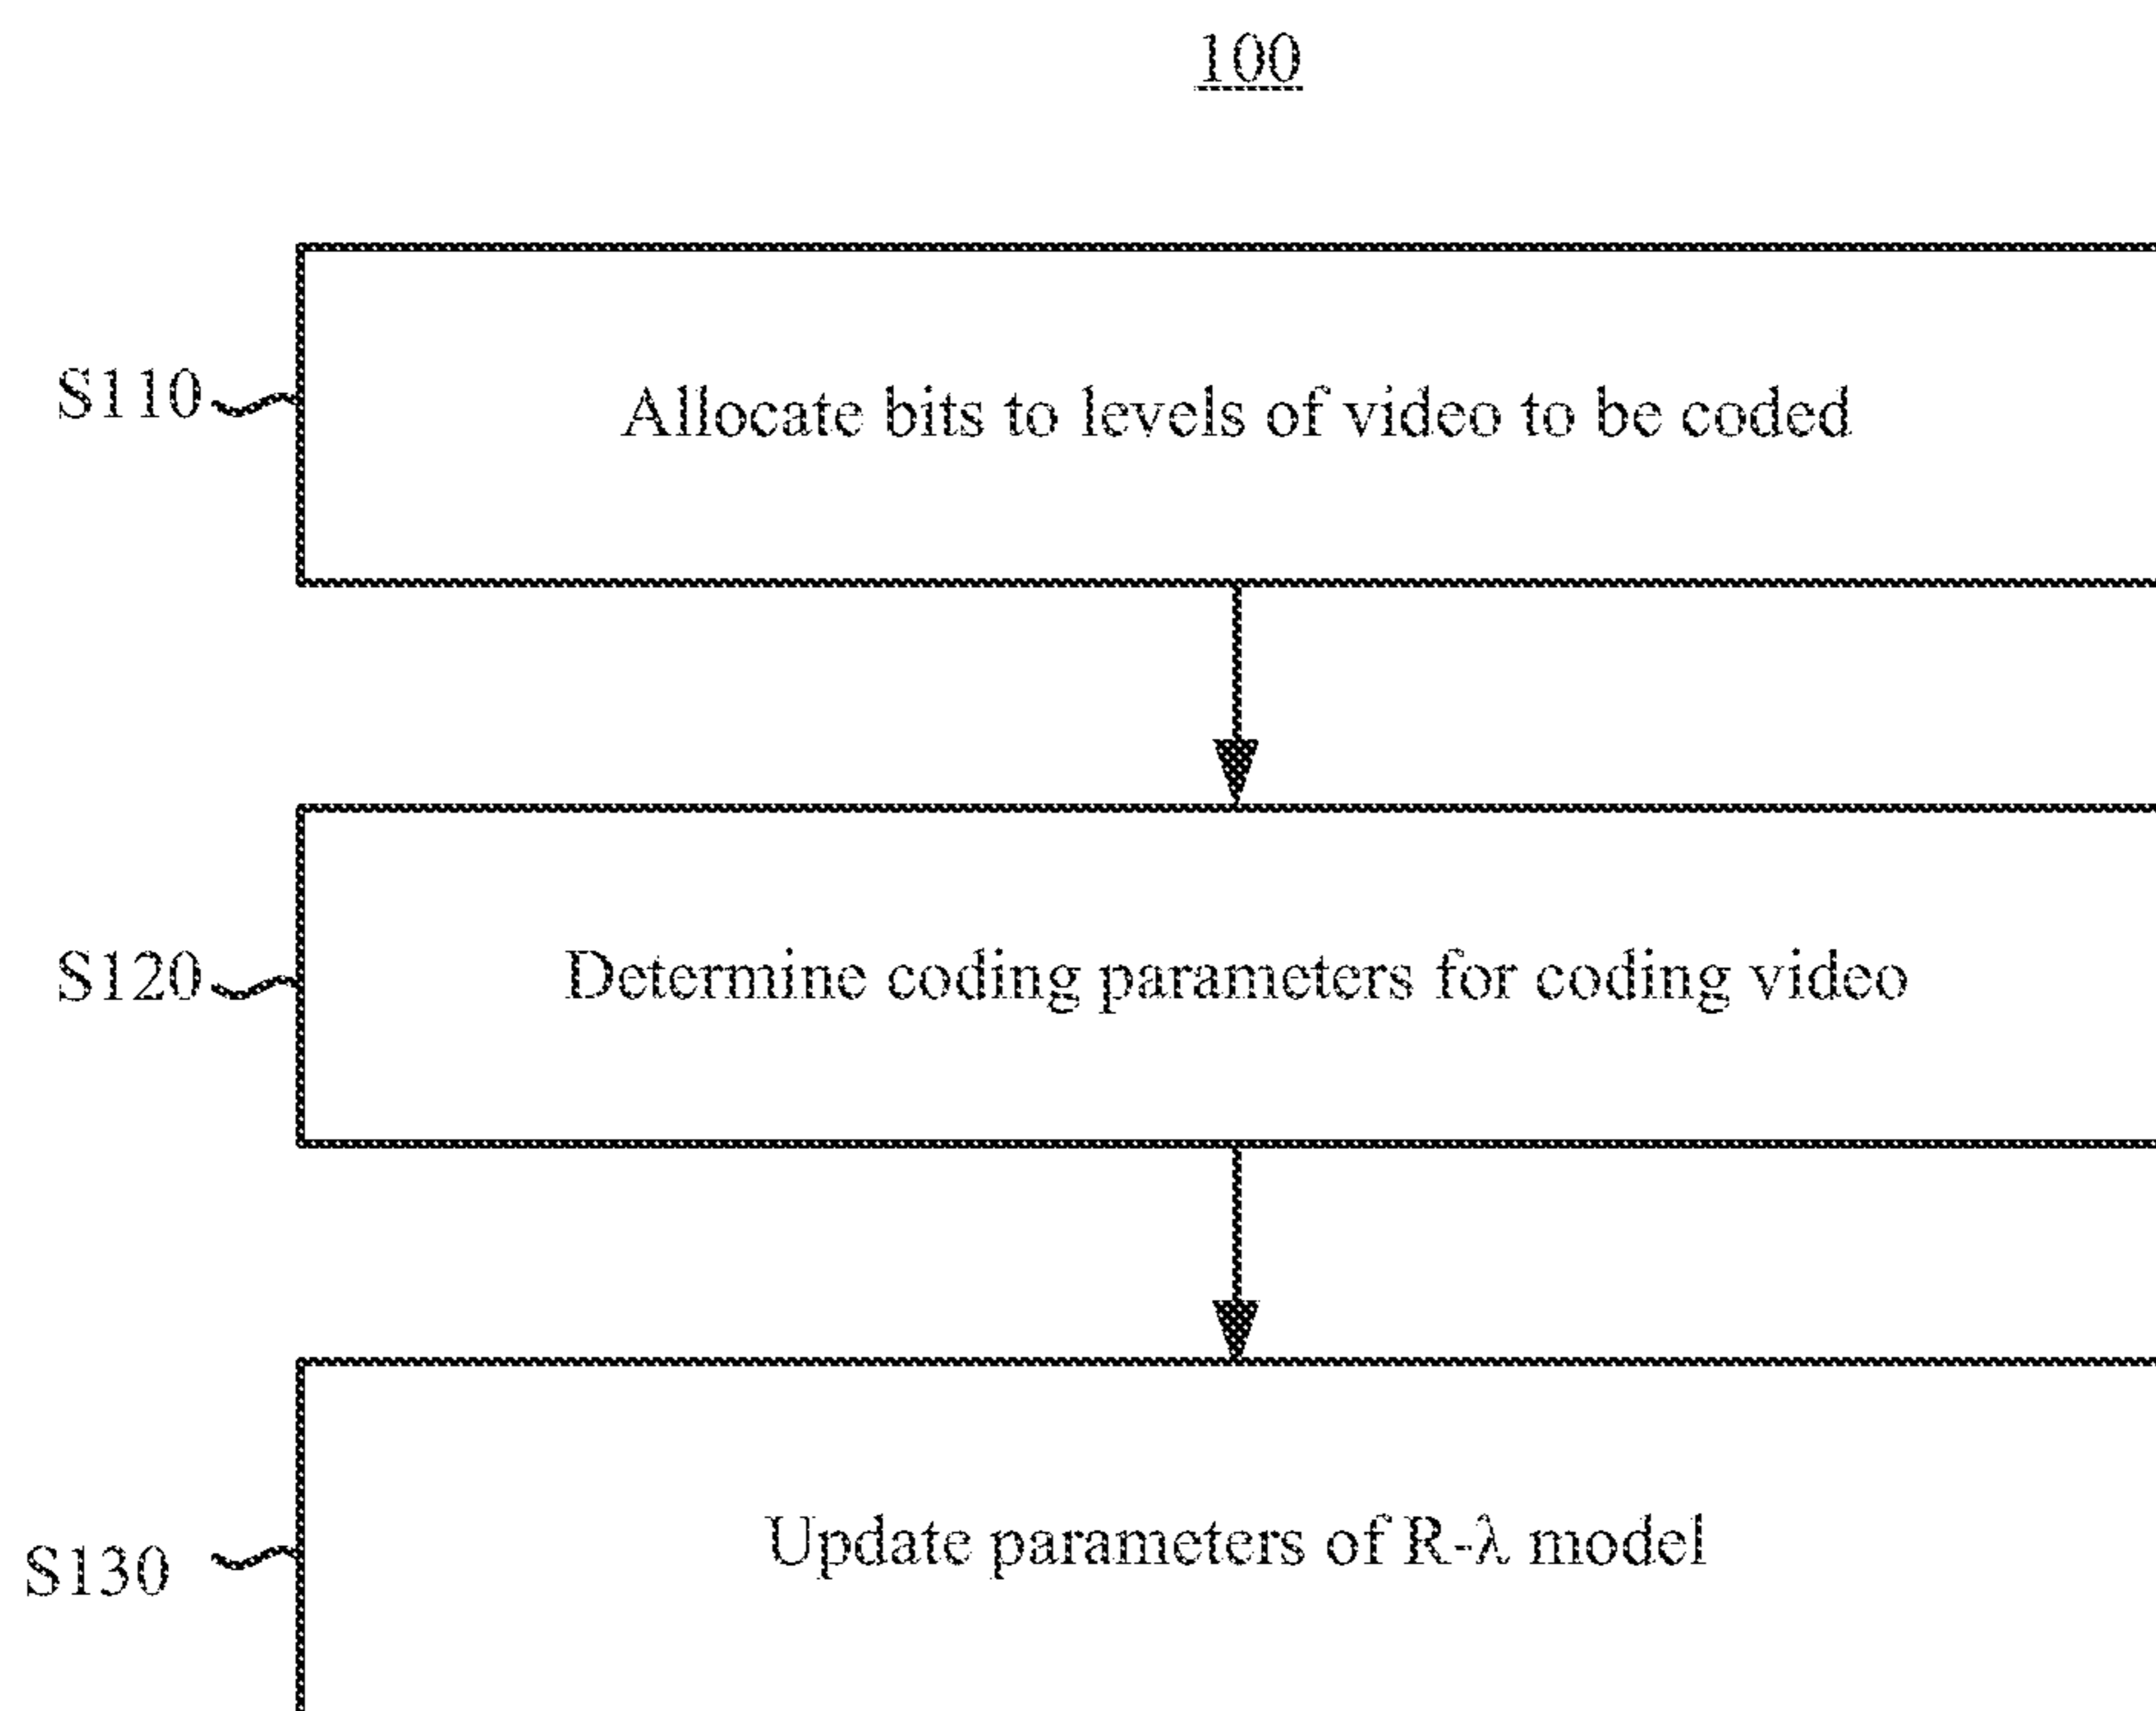 100
S110
Allocate bits to levels of video to be coded
S120
Determine coding parameters for coding video
S130
Update parameters of R-λ model